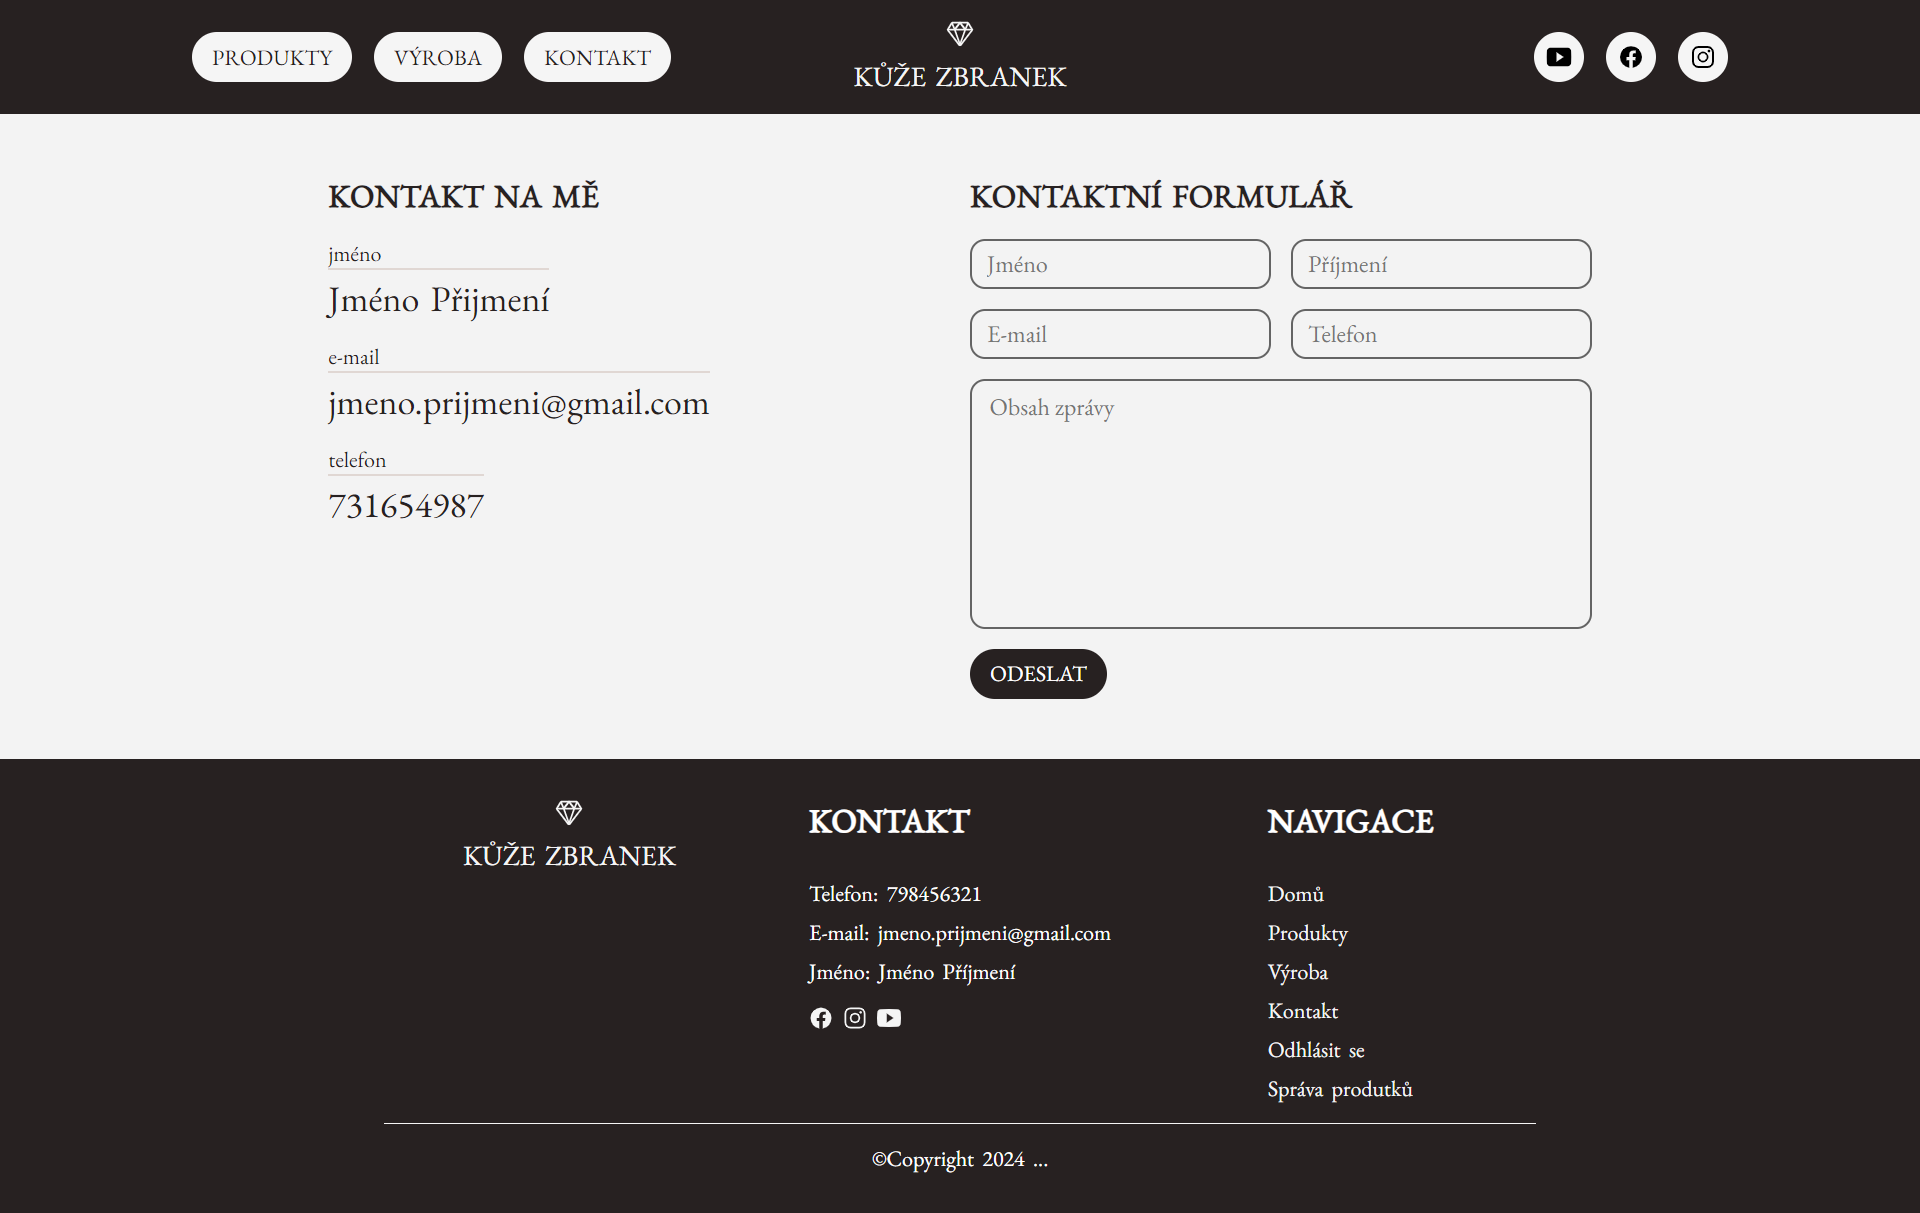 PRODUKTY
VÝROBA
KONTAKT
KŮŽE ZBRANEK
KONTAKT NA MĚ
jméno
Jméno Přijmení
e-mail
jmeno.prijmeni@gmail.com
telefon
731654987
KONTAKTNÍ FORMULÁŘ
Jméno
Příjmení
E-mail
Telefon
Obsah zprávy
ODESLAT
KŮŽE ZBRANEK
KONTAKT
Telefon: 798456321
E-mail: jmeno.prijmeni@gmail.com
Jméno: Jméno Příjmení
NAVIGACE
Domů
Produkty
Výroba
Kontakt
Odhlásit se
Správa produtků
©Copyright 2024 ...